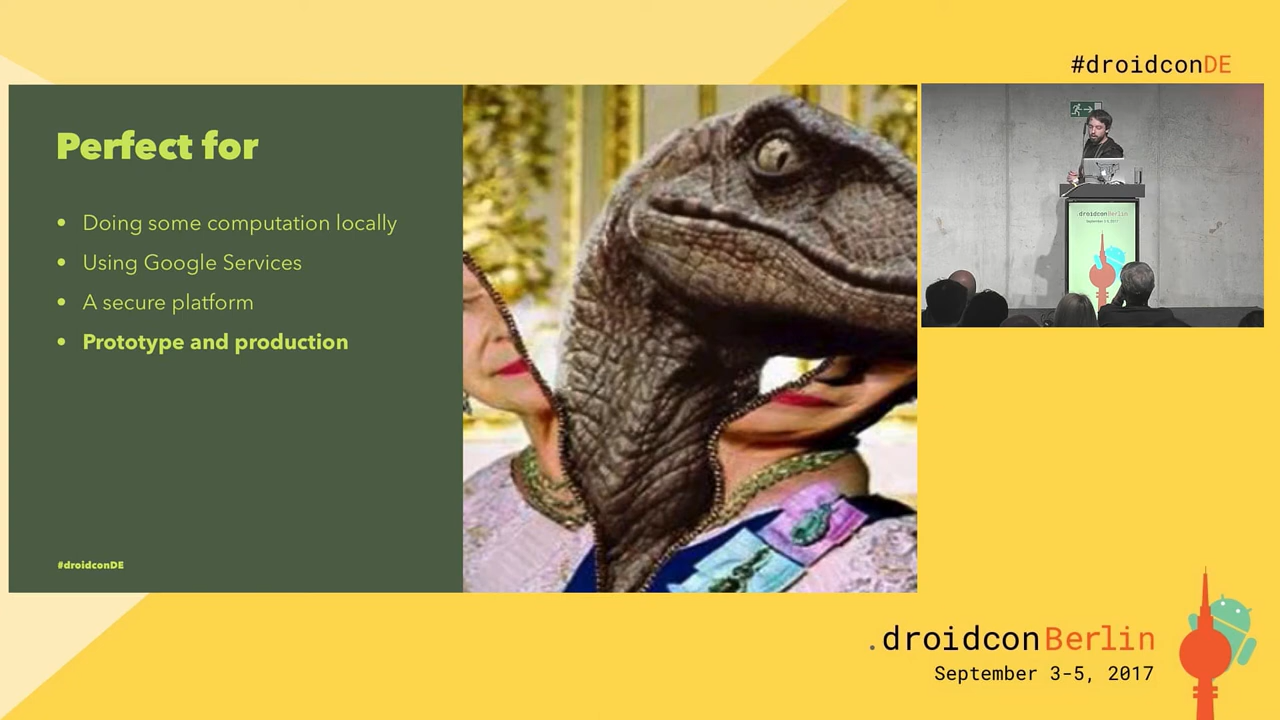 #droidconDE
Perfect for
• Doing some computation locally
• Using Google Services
• A secure platform
• Prototype and production
#droidconDE
.droidconBerlin
.droidconBerlin
September 3-5, 2017